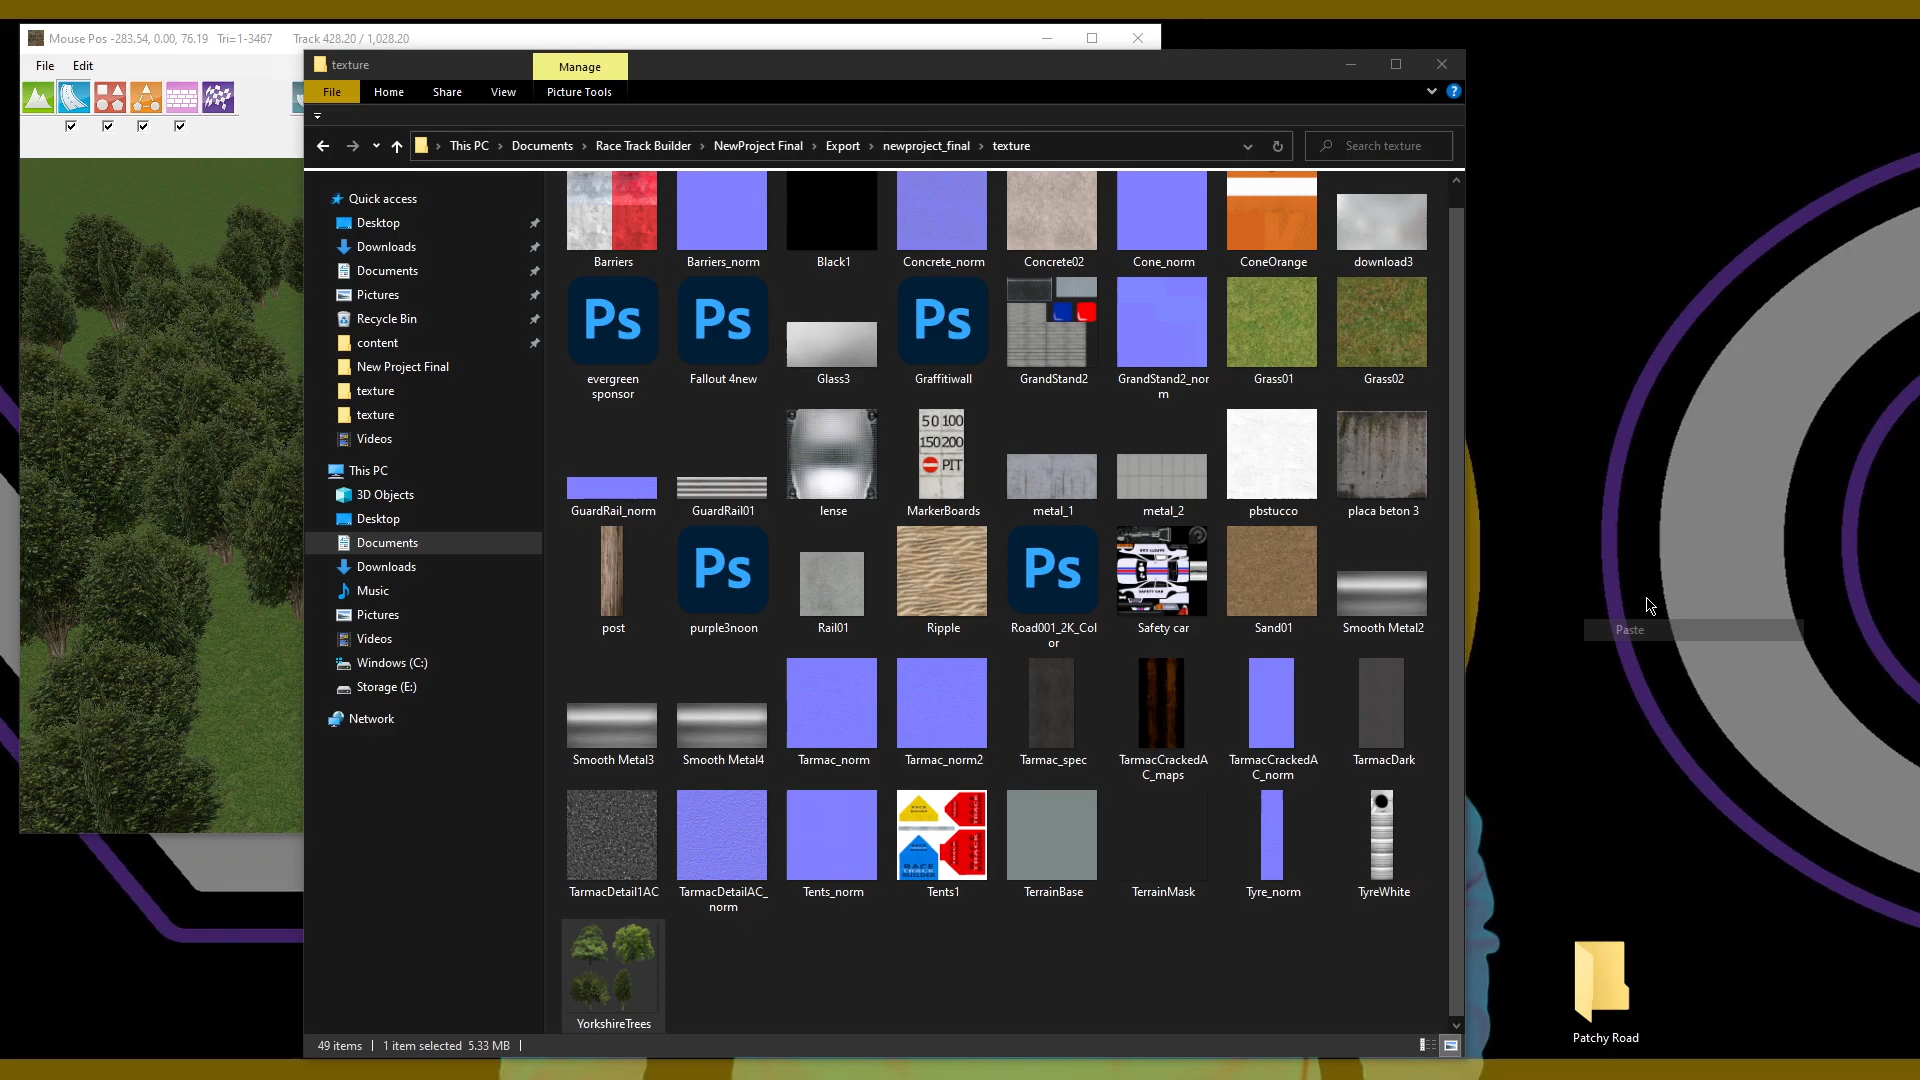 Mouse Pos -283.54, 0.00, 76.19 Tri=1-3467 Track 428.20 / 1,028.20
File Edit
texture
Manage
File Home Share View Picture Tools
This PC Documents Race Track Builder NewProject Final Export newproject_final texture
Search texture
Quick access
Desktop
Downloads
Documents
Pictures
Recycle Bin
content
New Project Final
texture
texture
Videos
This PC
3D Objects
Desktop
Documents
Downloads
Music
Pictures
Videos
Windows (C:)
Storage (E:)
Network
Barriers Barriers_norm Black1 Concrete_norm Concrete02 Cone_norm ConeOrange download3
Ps Ps Ps
evergreen sponsor Fallout 4new Glass3 Graffitiwall GrandStand2 GrandStand2_norm Grass01 Grass02
50 100
150 200
PIT
GuardRail_norm GuardRail01 lense MarkerBoards metal_1 metal_2 pbstucco placa beton 3
Ps Ps
post purple3noon Rail01 Ripple Road001_2K_Color Safety car Sand01 Smooth Metal2
Smooth Metal3 Smooth Metal4 Tarmac_norm Tarmac_norm2 Tarmac_spec TarmacCrackedAC_maps TarmacCrackedAC_norm TarmacDark
TarmacDetail1AC TarmacDetailAC_norm Tents_norm Tents1 TerrainBase TerrainMask Tyre_norm TyreWhite
YorkshireTrees
49 items 1 item selected 5.33 MB
Paste
Patchy Road